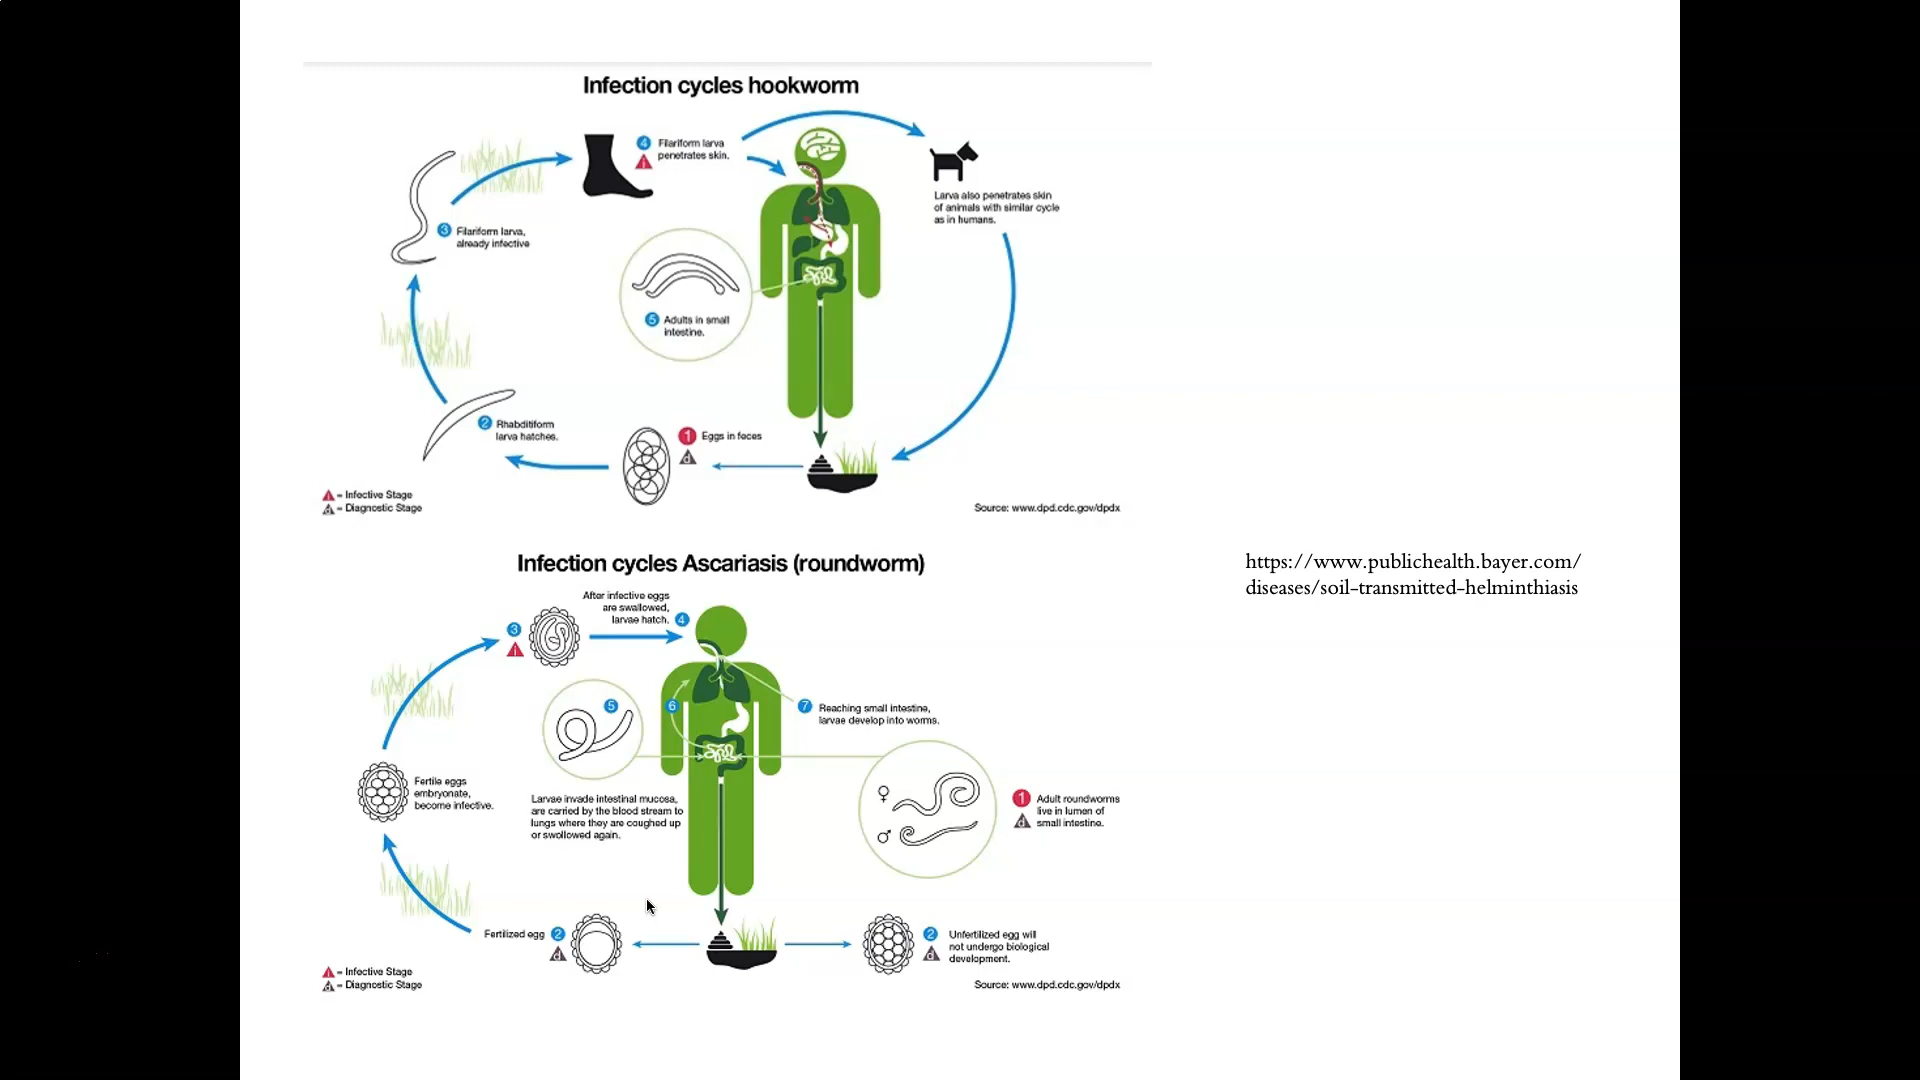 Infection cycles hookworm
4 Filariform larva
i penetrates skin.
Larva also penetrates skin
of animals with similar cycle
as in humans.
3 Filariform larva,
already infective
5 Adults in small
intestine.
2 Rhabditiform
larva hatches.
1 Eggs in feces
d
i = Infective Stage
d = Diagnostic Stage
Source: www.dpd.cdc.gov/dpdx
Infection cycles Ascariasis (roundworm)
https://www.publichealth.bayer.com/
diseases/soil-transmitted-helminthiasis
After infective eggs
are swallowed,
larvae hatch. 4
3
i
5
6
7 Reaching small intestine,
larvae develop into worms.
Fertile eggs
embryonate,
become infective.
Larvae invade intestinal mucosa,
are carried by the blood stream to
lungs where they are coughed up
or swollowed again.
♀
♂
1 Adult roundworms
d live in lumen of
small intestine.
Fertilized egg 2
d
2 Unfertilized egg will
d not undergo biological
development.
i = Infective Stage
d = Diagnostic Stage
Source: www.dpd.cdc.gov/dpdx